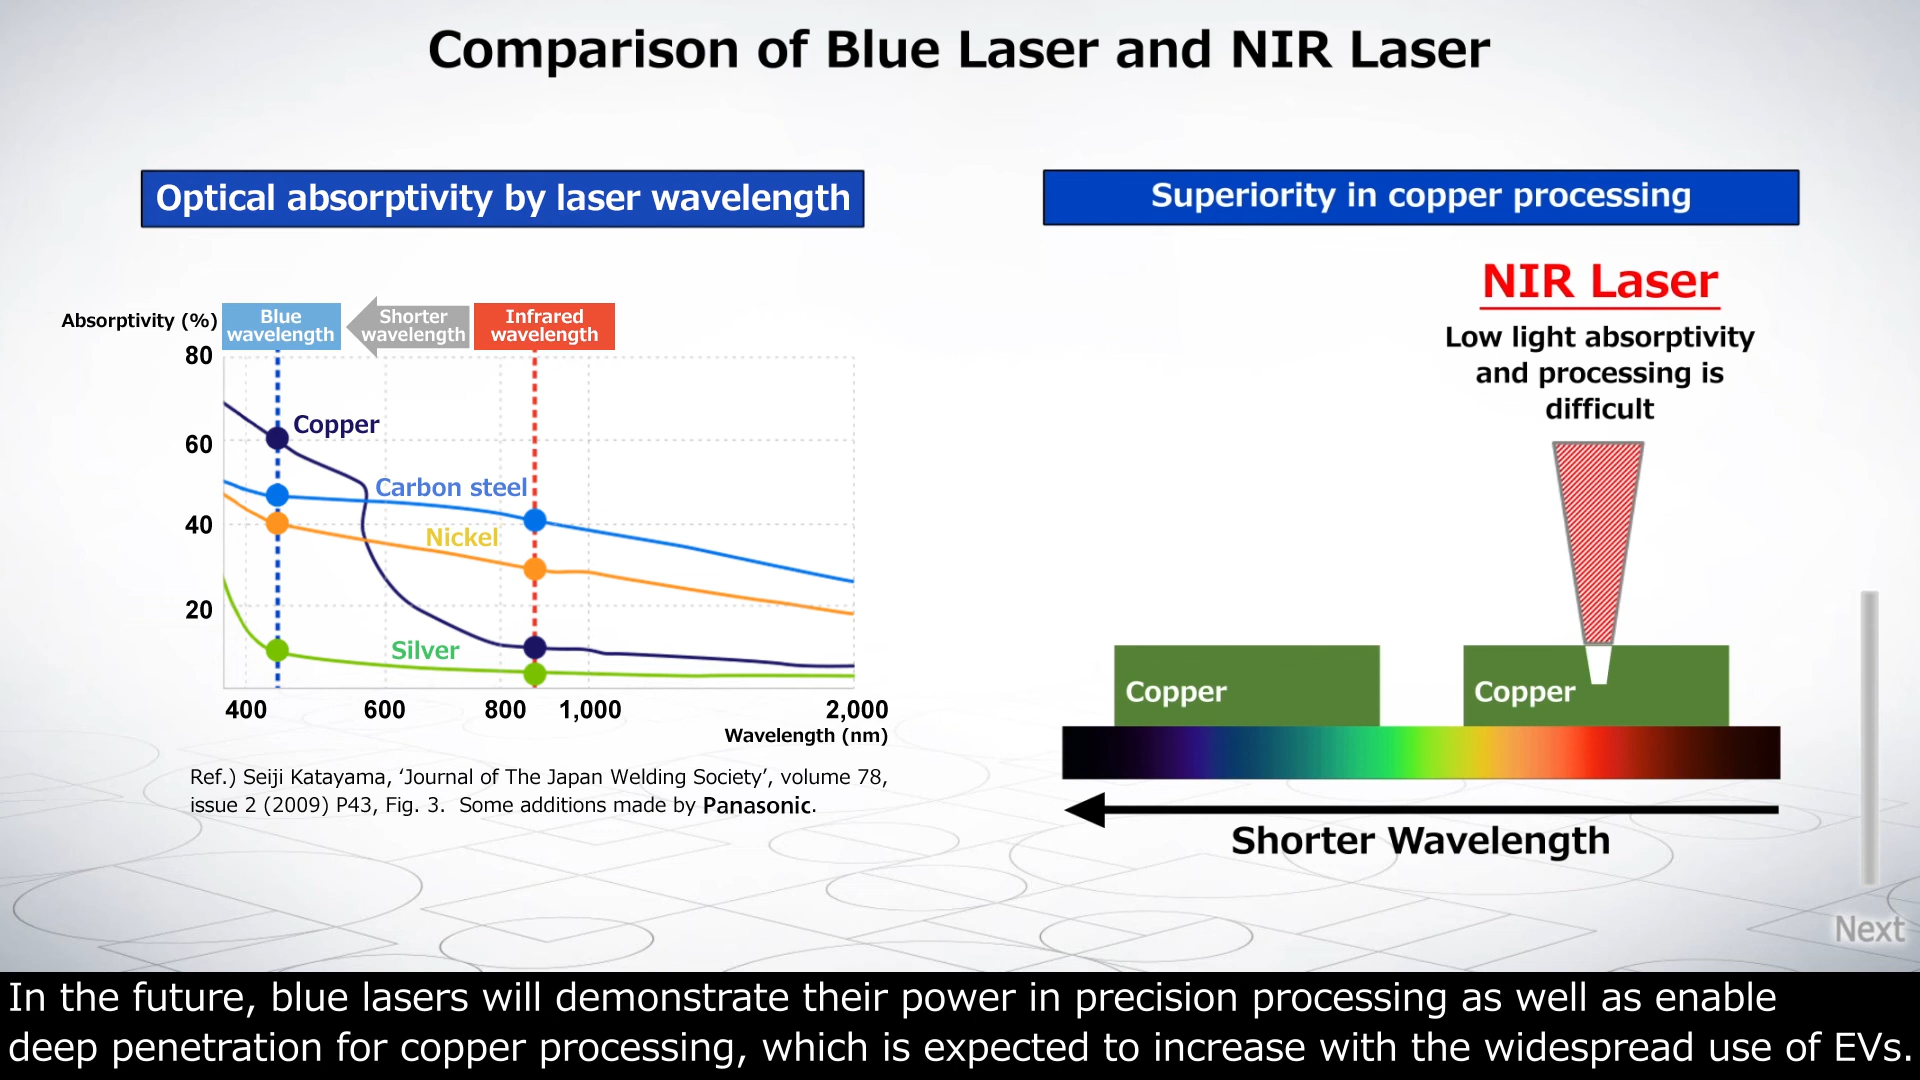 Comparison of Blue Laser and NIR Laser
Optical absorptivity by laser wavelength
Absorptivity (%)
Blue
wavelength
Shorter
wavelength
Infrared
wavelength
80
60
40
20
Copper
Carbon steel
Nickel
Silver
400
600
800
1,000
2,000
Wavelength (nm)
Ref.) Seiji Katayama, ‘Journal of The Japan Welding Society’, volume 78,
issue 2 (2009) P43, Fig. 3. Some additions made by Panasonic.
Superiority in copper processing
NIR Laser
Low light absorptivity
and processing is
difficult
Copper
Copper
Shorter Wavelength
Next
In the future, blue lasers will demonstrate their power in precision processing as well as enable
deep penetration for copper processing, which is expected to increase with the widespread use of EVs.